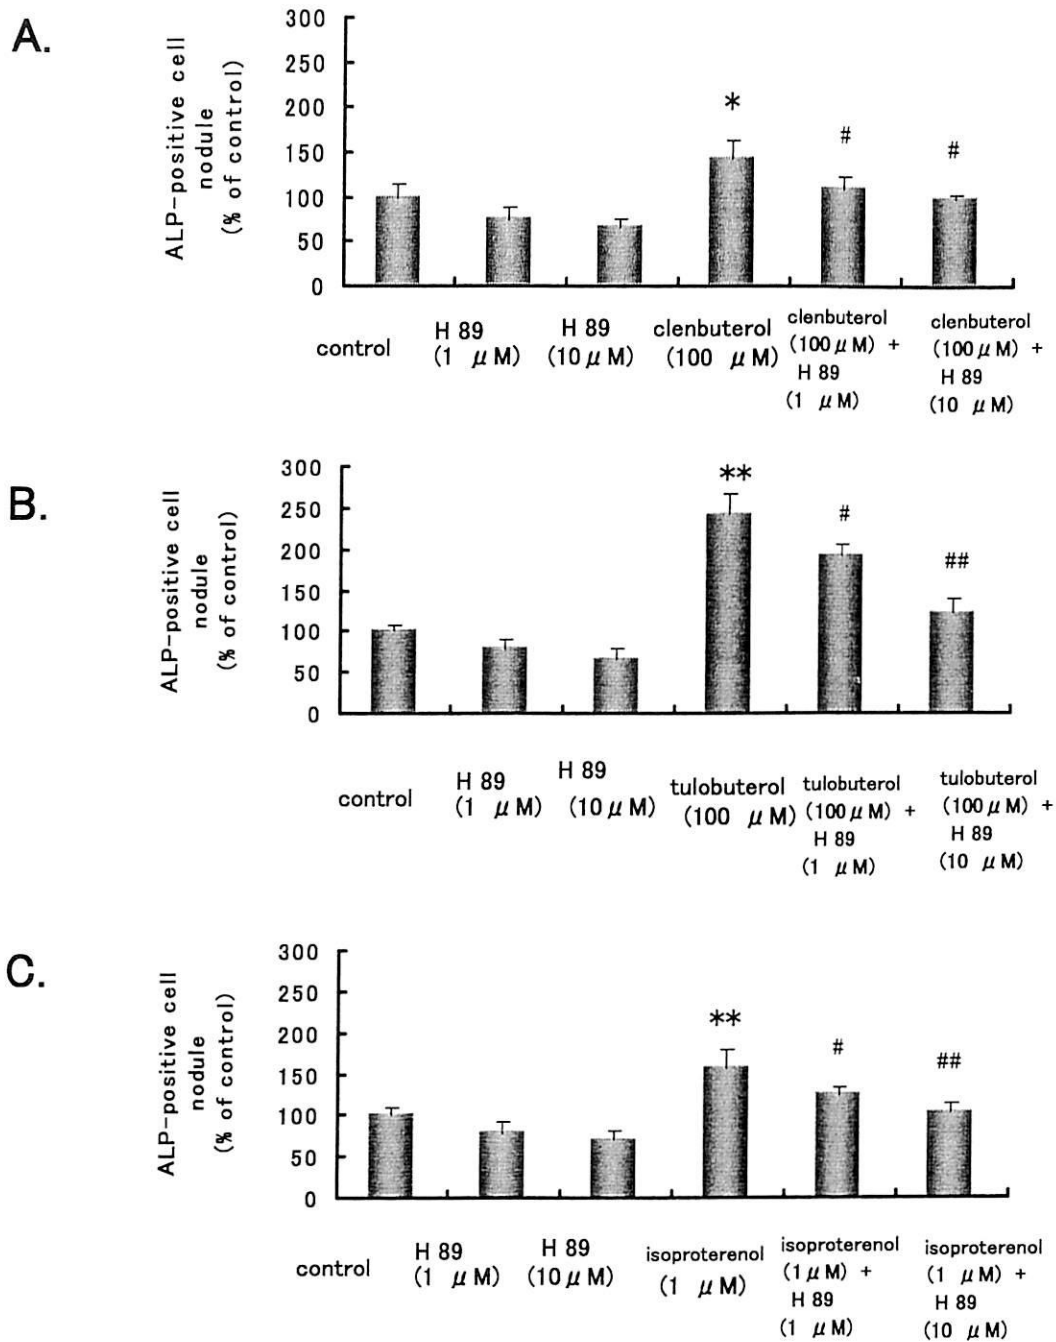 A.
ALP-positive cell
nodule
(% of control)
300
250
200
150
100
50
0
*
#
#
control
H 89
(1 μM)
H 89
(10 μM)
clenbuterol
(100 μM)
clenbuterol
(100 μM) +
H 89
(1 μM)
clenbuterol
(100 μM) +
H 89
(10 μM)
B.
ALP-positive cell
nodule
(% of control)
300
250
200
150
100
50
0
**
#
##
control
H 89
(1 μM)
H 89
(10 μM)
tulobuterol
(100 μM)
tulobuterol
(100 μM) +
H 89
(1 μM)
tulobuterol
(100 μM) +
H 89
(10 μM)
C.
ALP-positive cell
nodule
(% of control)
300
250
200
150
100
50
0
**
#
##
control
H 89
(1 μM)
H 89
(10 μM)
isoproterenol
(1 μM)
isoproterenol
(1 μM) +
H 89
(1 μM)
isoproterenol
(1 μM) +
H 89
(10 μM)